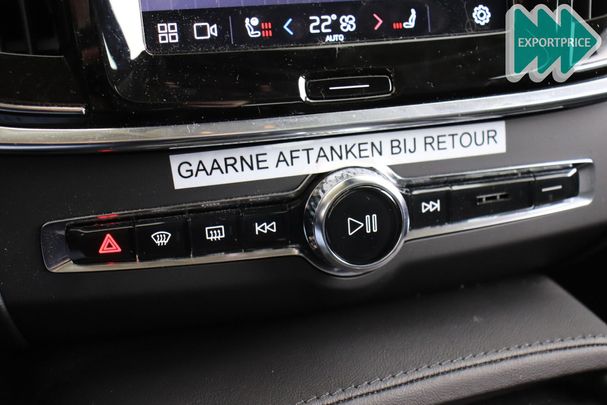 EXPORTPRICE
22°
AUTO
GAARNE AFTANKEN BIJ RETOUR